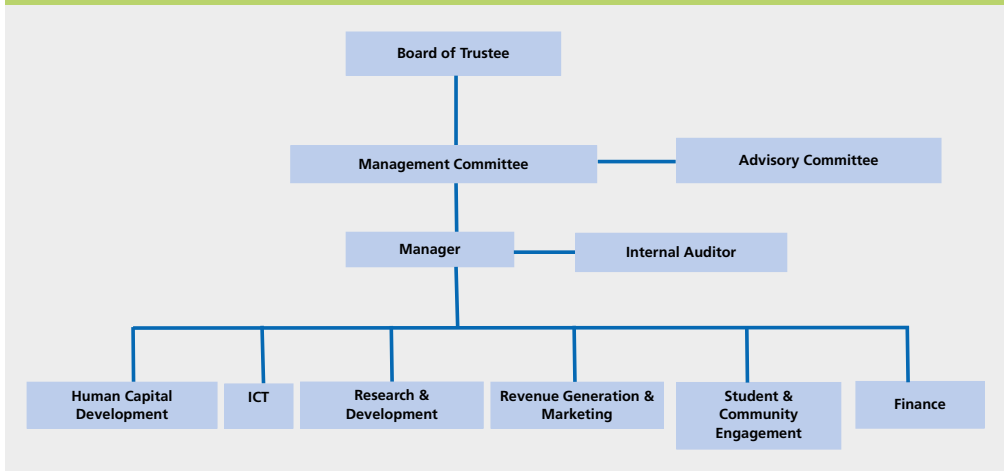 Board of Trustee
Management Committee
Advisory Committee
Manager
Internal Auditor
Human Capital
Development
ICT
Research &
Development
Revenue Generation &
Marketing
Student &
Community
Engagement
Finance